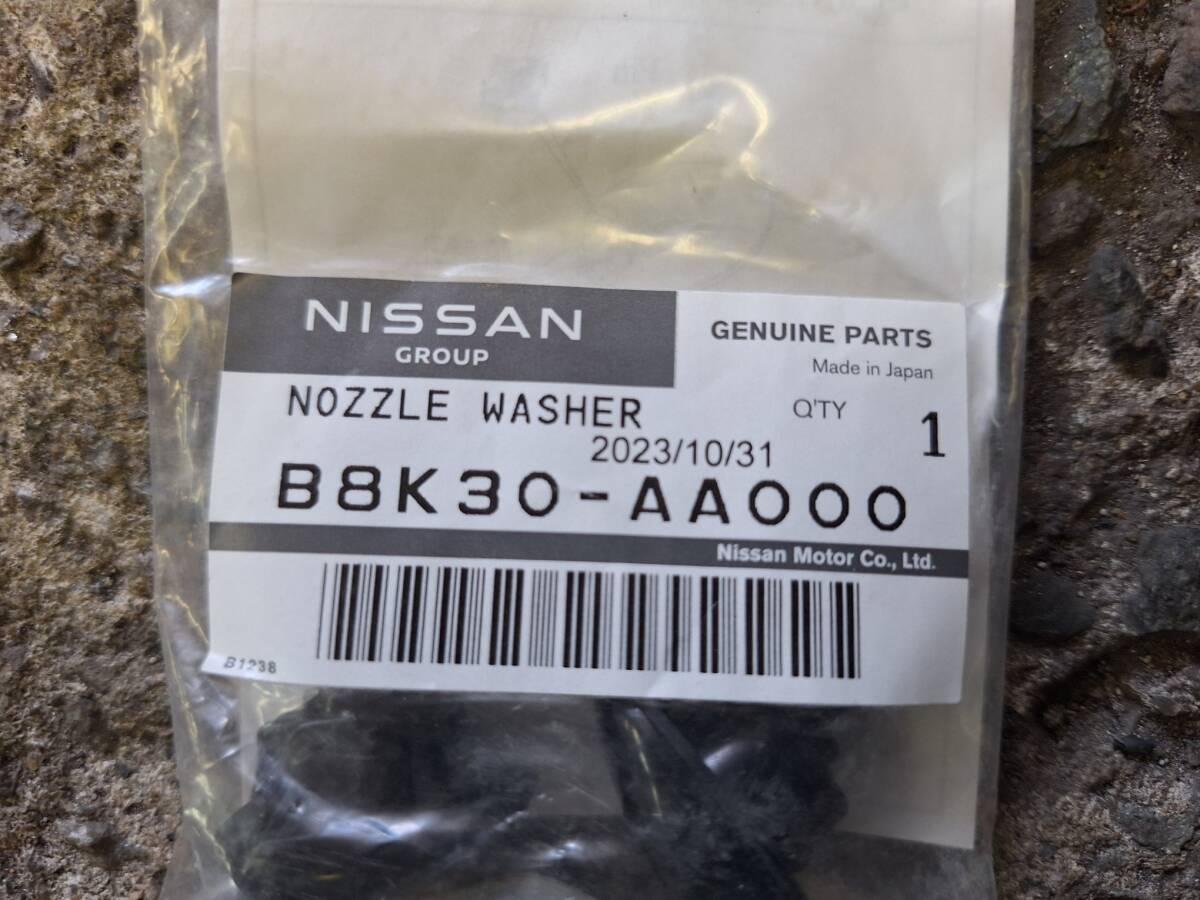 NISSAN
GROUP
GENUINE PARTS
Made in Japan
NOZZLE WASHER
Q'TY 1
2023/10/31
B8K30-AA000
Nissan Motor Co., Ltd.
B1238